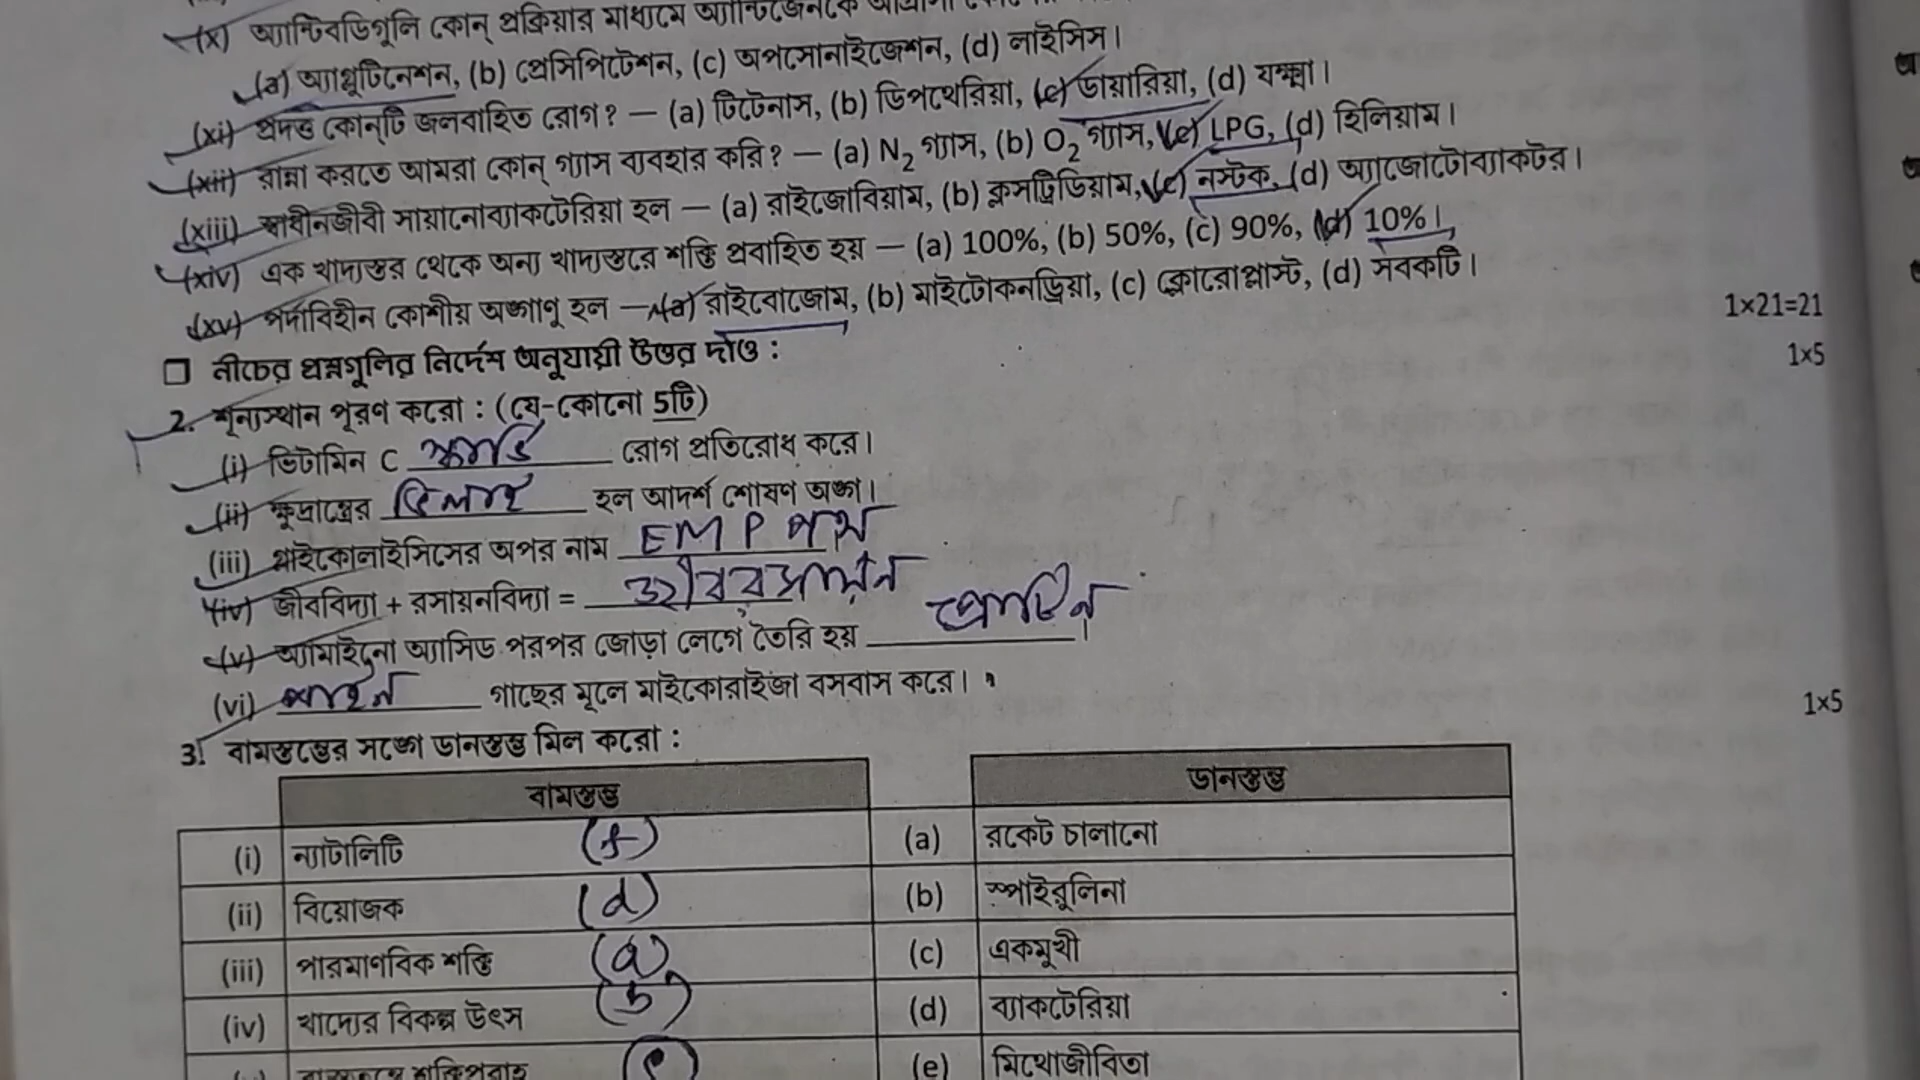 (x) অ্যান্টিবডিগুলি কোন্ প্রক্রিয়ার মাধ্যমে অ্যান্টিজেনকে
(a) অ্যাগ্লুটিনেশন, (b) প্রেসিপিটেশন, (c) অপসোনাইজেশন, (d) লাইসিস।
(xi) প্রদত্ত কোন্‌টি জলবাহিত রোগ? — (a) টিটেনাস, (b) ডিপথেরিয়া, (c) ডায়ারিয়া, (d) যক্ষ্মা।
(xii) রান্না করতে আমরা কোন্ গ্যাস ব্যবহার করি? — (a) N₂ গ্যাস, (b) O₂ গ্যাস, (c) LPG, (d) হিলিয়াম।
(xiii) স্বাধীনজীবী সায়ানোব্যাকটেরিয়া হল — (a) রাইজোবিয়াম, (b) ক্লসট্রিডিয়াম, (c) নস্টক, (d) অ্যাজোটোব্যাকটর।
(xiv) এক খাদ্যস্তর থেকে অন্য খাদ্যস্তরে শক্তি প্রবাহিত হয় — (a) 100%, (b) 50%, (c) 90%, (d) 10%।
(xv) পর্দাবিহীন কোশীয় অঙ্গাণু হল — (a) রাইবোজোম, (b) মাইটোকনড্রিয়া, (c) ক্লোরোপ্লাস্ট, (d) সবকটি।
□ নীচের প্রশ্নগুলির নির্দেশ অনুযায়ী উত্তর দাও : 1×21=21
2. শূন্যস্থান পূরণ করো : (যে-কোনো 5টি) 1×5
(i) ভিটামিন C স্কার্ভি রোগ প্রতিরোধ করে।
(ii) ক্ষুদ্রান্ত্রের ভিলাই হল আদর্শ শোষণ অঙ্গ।
(iii) গ্লাইকোলাইসিসের অপর নাম EMP পথ
(iv) জীববিদ্যা + রসায়নবিদ্যা = জীবরসায়ন
(v) অ্যামাইনো অ্যাসিড পরপর জোড়া লেগে তৈরি হয় প্রোটিন।
(vi) পাইন গাছের মূলে মাইকোরাইজা বসবাস করে।
3. বামস্তম্ভের সঙ্গে ডানস্তম্ভ মিল করো : 1×5
বামস্তম্ভ ডানস্তম্ভ
(i) ন্যাটালিটি (f) (a) রকেট চালানো
(ii) বিয়োজক (d) (b) স্পাইরুলিনা
(iii) পারমাণবিক শক্তি (a) (c) একমুখী
(iv) খাদ্যের বিকল্প উৎস (b) (d) ব্যাকটেরিয়া
(e) মিথোজীবিতা